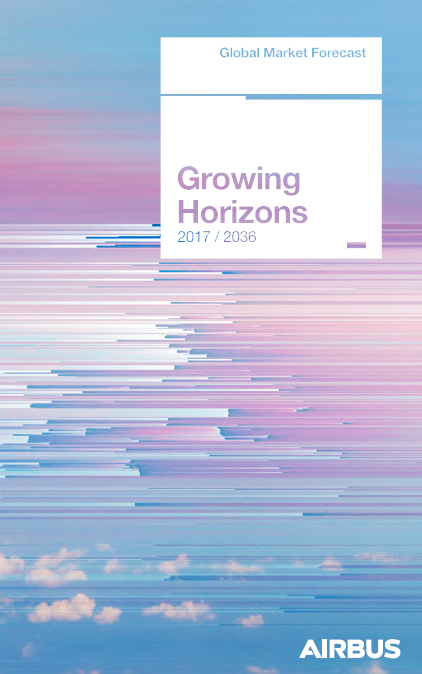 Global Market Forecast
Growing
Horizons
2017 / 2036
AIRBUS